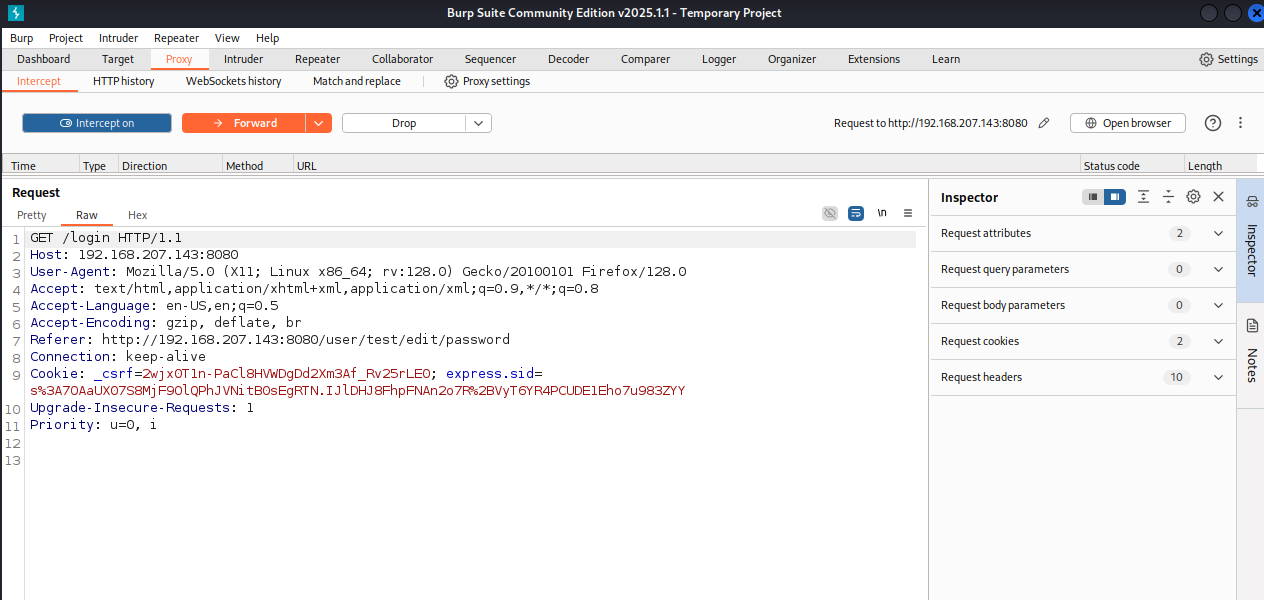 Burp Suite Community Edition v2025.1.1 - Temporary Project
Burp Project Intruder Repeater View Help
Dashboard Target Proxy Intruder Repeater Collaborator Sequencer Decoder Comparer Logger Organizer Extensions Learn Settings
Intercept HTTP history WebSockets history Match and replace Proxy settings
Intercept on Forward Drop Request to http://192.168.207.143:8080 Open browser
Time Type Direction Method URL Status code Length
Request
Pretty Raw Hex \n
1 GET /login HTTP/1.1
2 Host: 192.168.207.143:8080
3 User-Agent: Mozilla/5.0 (X11; Linux x86_64; rv:128.0) Gecko/20100101 Firefox/128.0
4 Accept: text/html,application/xhtml+xml,application/xml;q=0.9,*/*;q=0.8
5 Accept-Language: en-US,en;q=0.5
6 Accept-Encoding: gzip, deflate, br
7 Referer: http://192.168.207.143:8080/user/test/edit/password
8 Connection: keep-alive
9 Cookie: _csrf=2wjx0T1n-PaCl8HVWDgDd2Xm3Af_Rv25rLEO; express.sid=
s%3A7OAaUX07S8MjF9OlQPhJVNitB0sEgRTN.IJlDHJ8FhpFNAn2o7R%2BVyT6YR4PCUDE1Eho7u983ZYY
10 Upgrade-Insecure-Requests: 1
11 Priority: u=0, i
12
13
Inspector
Request attributes 2
Request query parameters 0
Request body parameters 0
Request cookies 2
Request headers 10
Inspector
Notes